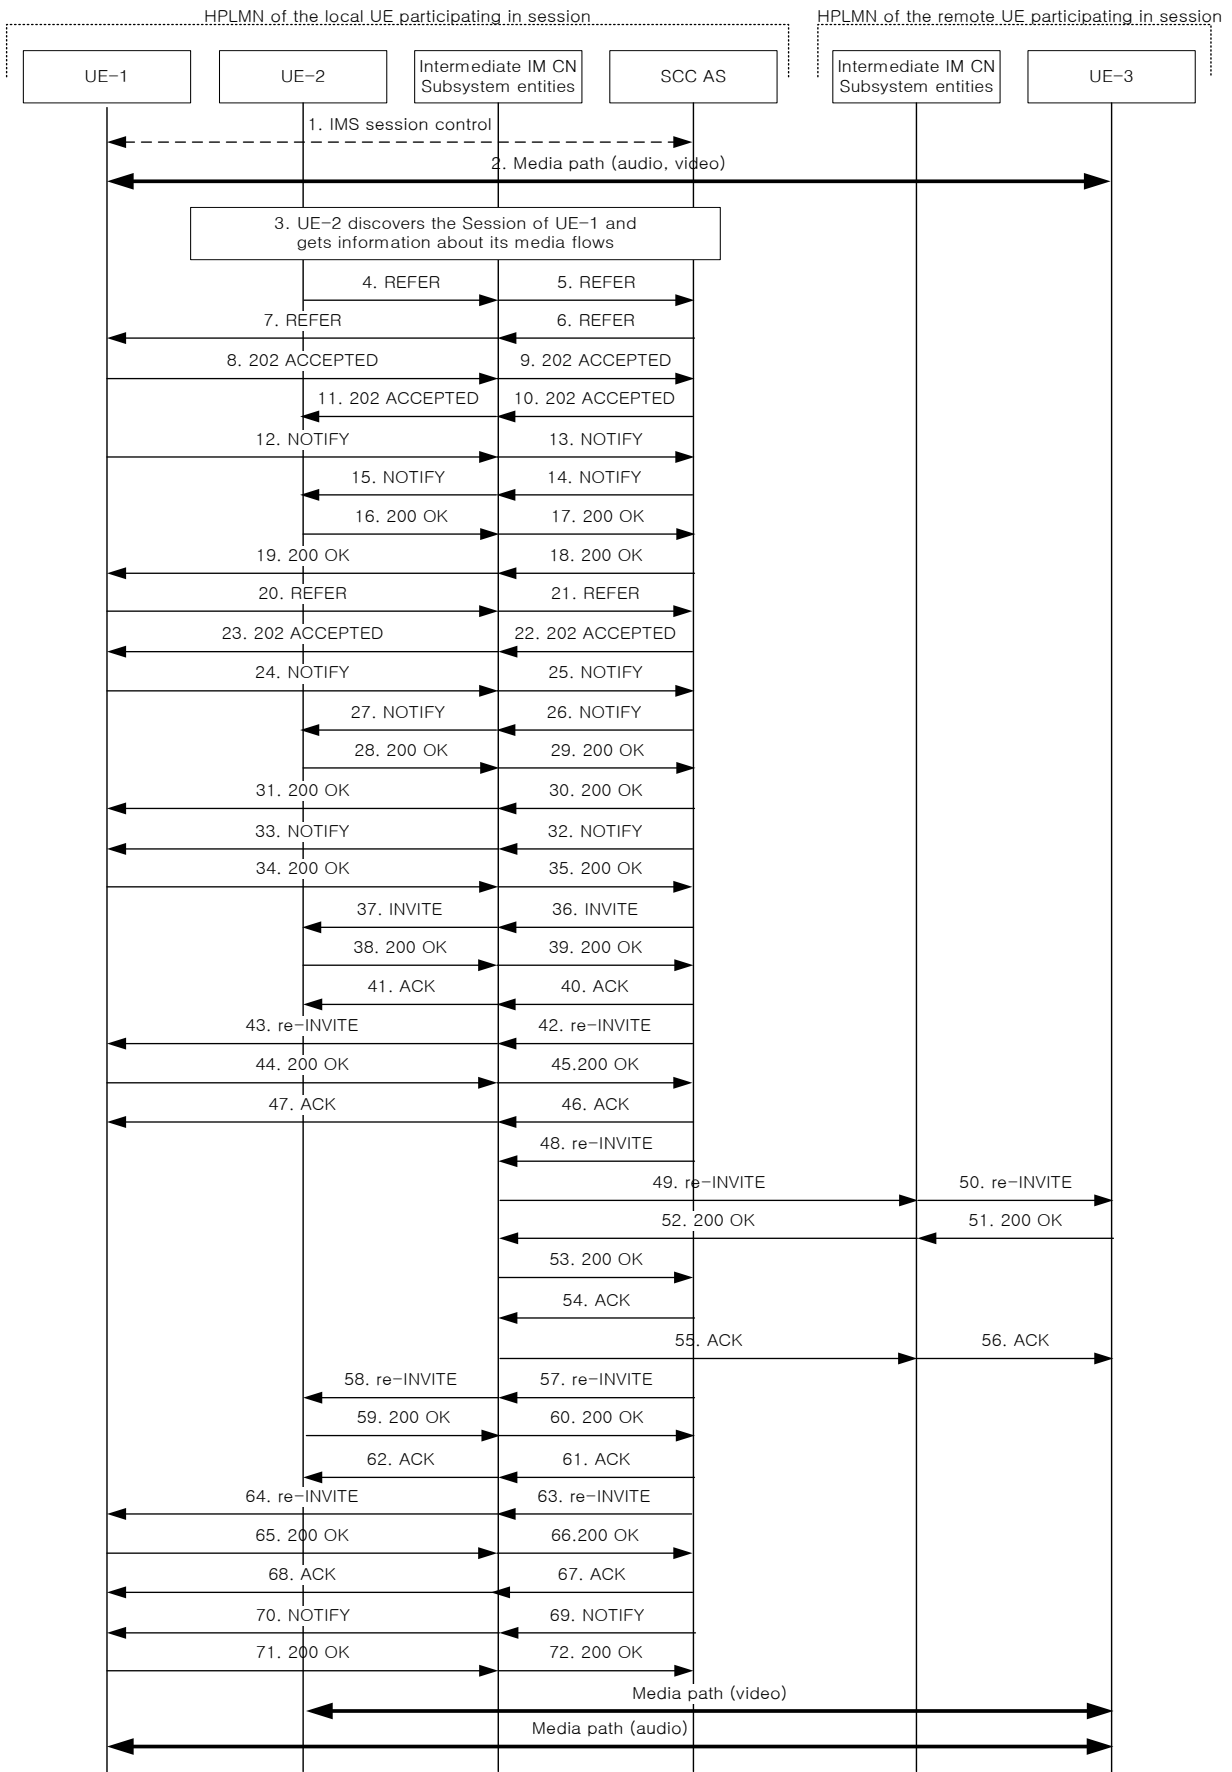 HPLMN of the local UE participating in session
HPLMN of the remote UE participating in session
UE-1
UE-2
Intermediate IM CN
Subsystem entities
SCC AS
Intermediate IM CN
Subsystem entities
UE-3
1. IMS session control
2. Media path (audio, video)
3. UE-2 discovers the Session of UE-1 and
gets information about its media flows
4. REFER
5. REFER
7. REFER
6. REFER
8. 202 ACCEPTED
9. 202 ACCEPTED
11. 202 ACCEPTED
10. 202 ACCEPTED
12. NOTIFY
13. NOTIFY
15. NOTIFY
14. NOTIFY
16. 200 OK
17. 200 OK
19. 200 OK
18. 200 OK
20. REFER
21. REFER
23. 202 ACCEPTED
22. 202 ACCEPTED
24. NOTIFY
25. NOTIFY
27. NOTIFY
26. NOTIFY
28. 200 OK
29. 200 OK
31. 200 OK
30. 200 OK
33. NOTIFY
32. NOTIFY
34. 200 OK
35. 200 OK
37. INVITE
36. INVITE
38. 200 OK
39. 200 OK
41. ACK
40. ACK
43. re-INVITE
42. re-INVITE
44. 200 OK
45.200 OK
47. ACK
46. ACK
48. re-INVITE
49. re-INVITE
50. re-INVITE
52. 200 OK
51. 200 OK
53. 200 OK
54. ACK
55. ACK
56. ACK
58. re-INVITE
57. re-INVITE
59. 200 OK
60. 200 OK
62. ACK
61. ACK
64. re-INVITE
63. re-INVITE
65. 200 OK
66.200 OK
68. ACK
67. ACK
70. NOTIFY
69. NOTIFY
71. 200 OK
72. 200 OK
Media path (video)
Media path (audio)